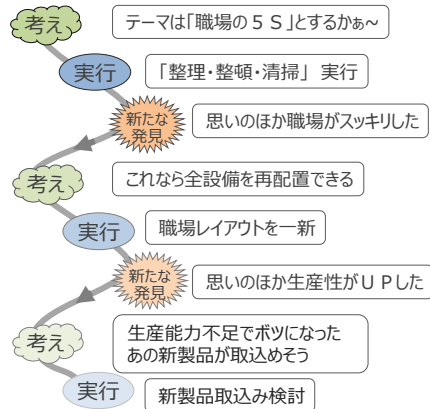 考え
テーマは「職場の５Ｓ」とするかぁ～
実行
「整理・整頓・清掃」 実行
新たな
発見
思いのほか職場がスッキリした
考え
これなら全設備を再配置できる
実行
職場レイアウトを一新
新たな
発見
思いのほか生産性がＵＰした
考え
生産能力不足でボツになった
あの新製品が取込めそう
実行
新製品取込み検討